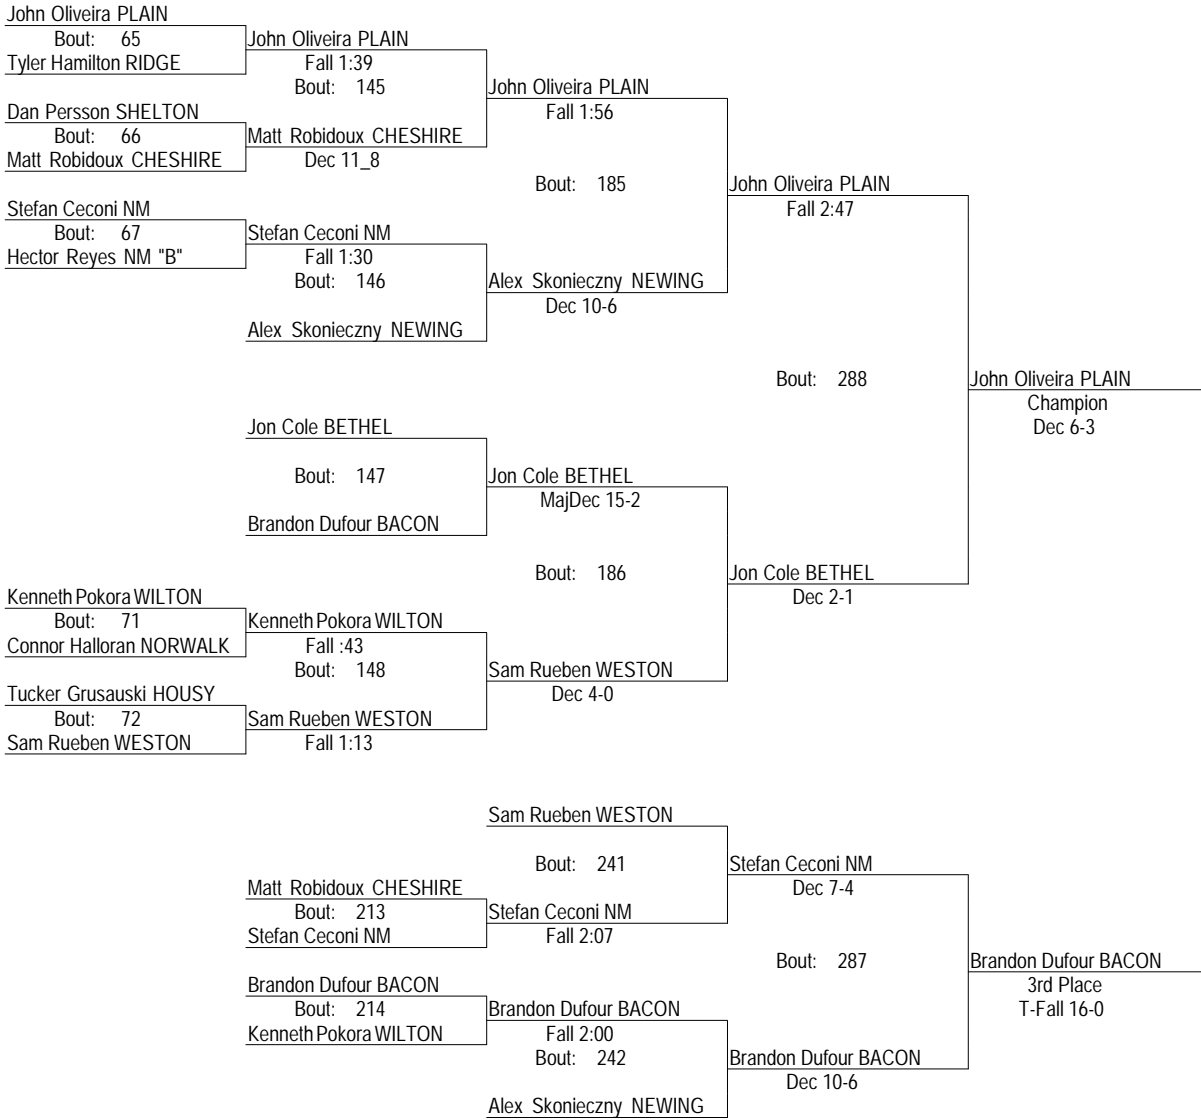 John Oliveira PLAIN
Bout: 65
John Oliveira PLAIN
Tyler Hamilton RIDGE
Fall 1:39
Bout: 145
John Oliveira PLAIN
Dan Persson SHELTON
Fall 1:56
Bout: 66
Matt Robidoux CHESHIRE
Matt Robidoux CHESHIRE
Dec 11_8
Bout: 185
John Oliveira PLAIN
Stefan Ceconi NM
Fall 2:47
Bout: 67
Stefan Ceconi NM
Hector Reyes NM "B"
Fall 1:30
Bout: 146
Alex Skonieczny NEWING
Dec 10-6
Alex Skonieczny NEWING
Bout: 288
John Oliveira PLAIN
Champion
Jon Cole BETHEL
Dec 6-3
Bout: 147
Jon Cole BETHEL
MajDec 15-2
Brandon Dufour BACON
Bout: 186
Jon Cole BETHEL
Kenneth Pokora WILTON
Dec 2-1
Bout: 71
Kenneth Pokora WILTON
Connor Halloran NORWALK
Fall :43
Bout: 148
Sam Rueben WESTON
Tucker Grusauski HOUSY
Dec 4-0
Bout: 72
Sam Rueben WESTON
Sam Rueben WESTON
Fall 1:13
Sam Rueben WESTON
Bout: 241
Stefan Ceconi NM
Matt Robidoux CHESHIRE
Dec 7-4
Bout: 213
Stefan Ceconi NM
Stefan Ceconi NM
Fall 2:07
Bout: 287
Brandon Dufour BACON
Brandon Dufour BACON
3rd Place
Bout: 214
Brandon Dufour BACON
T-Fall 16-0
Kenneth Pokora WILTON
Fall 2:00
Bout: 242
Brandon Dufour BACON
Dec 10-6
Alex Skonieczny NEWING